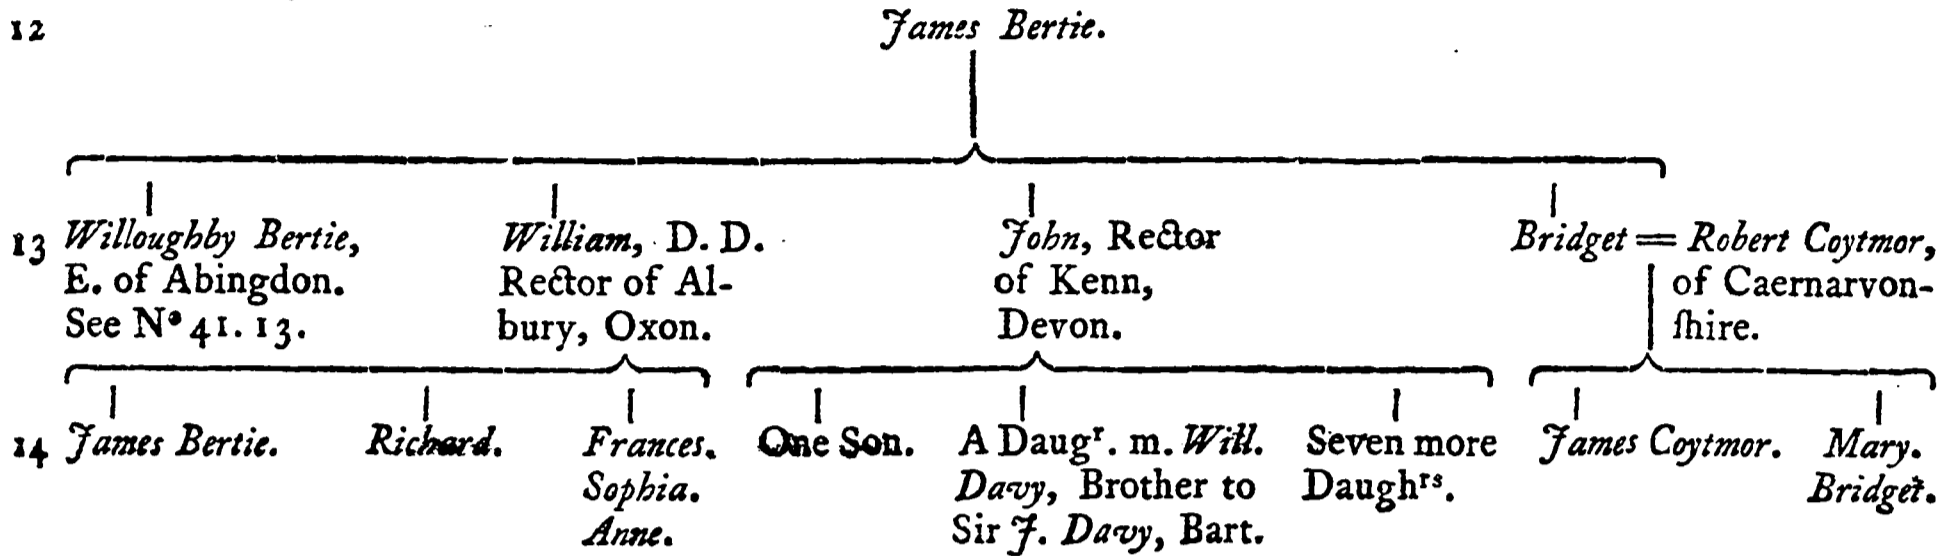 12 James Bertie.
13 Willoughby Bertie, E. of Abingdon. See Nº 41. 13.
William, D. D. Rector of Al-
bury, Oxon.
John, Rector
of Kenn,
Devon.
Bridget = Robert Coytmor,
of Caernarvon-
ſhire.
14 James Bertie.
Richard.
Frances.
Sophia.
Anne.
One Son.
A Daugʳ. m. Will.
Davy, Brother to
Sir J. Davy, Bart.
Seven more
Daughʳˢ.
James Coytmor.
Mary.
Bridget.